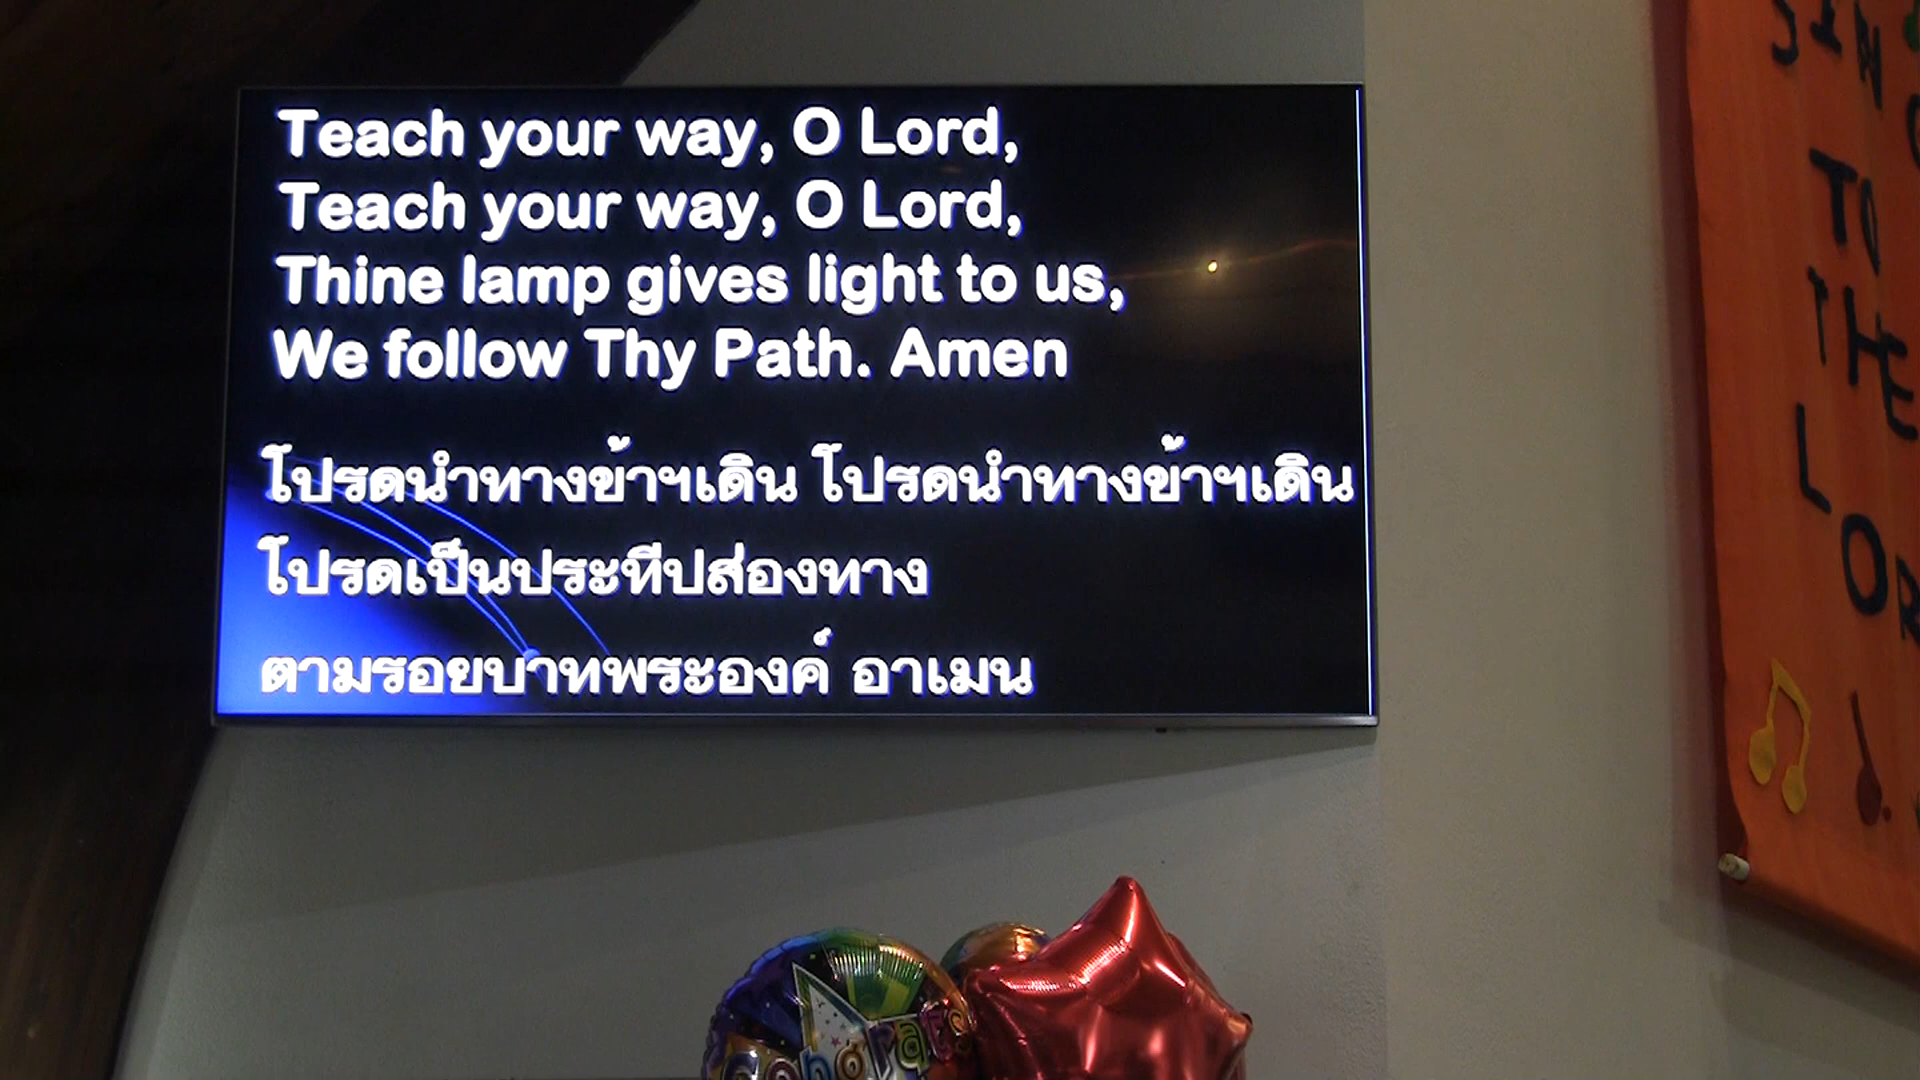 Teach your way, O Lord,
Teach your way, O Lord,
Thine lamp gives light to us,
We follow Thy Path. Amen
โปรดนำทางข้าฯเดิน โปรดนำทางข้าฯเดิน
โปรดเป็นประทีปส่องทาง
ตามรอยบาทพระองค์ อาเมน
TO
THE